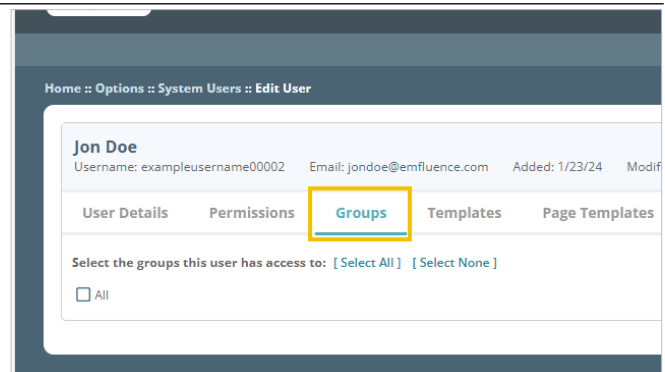 Home :: Options :: System Users :: Edit User
Jon Doe
Username: exampleusername00002 Email: jondoe@emfluence.com Added: 1/23/24
User Details Permissions Groups Templates Page Templates
Select the groups this user has access to: [ Select All ] [ Select None ]
All